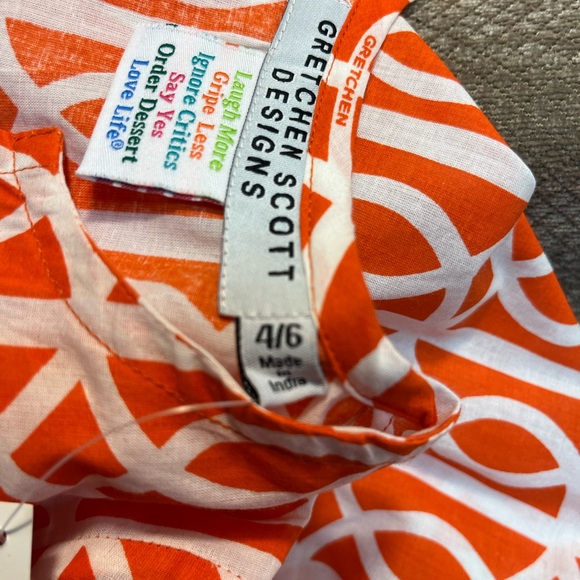 Laugh More
Gripe Less
Ignore Critics
Say Yes
Order Dessert
Love Life®
GRETCHEN SCOTT
DESIGNS
GRETCHEN
4/6
Made
in
India